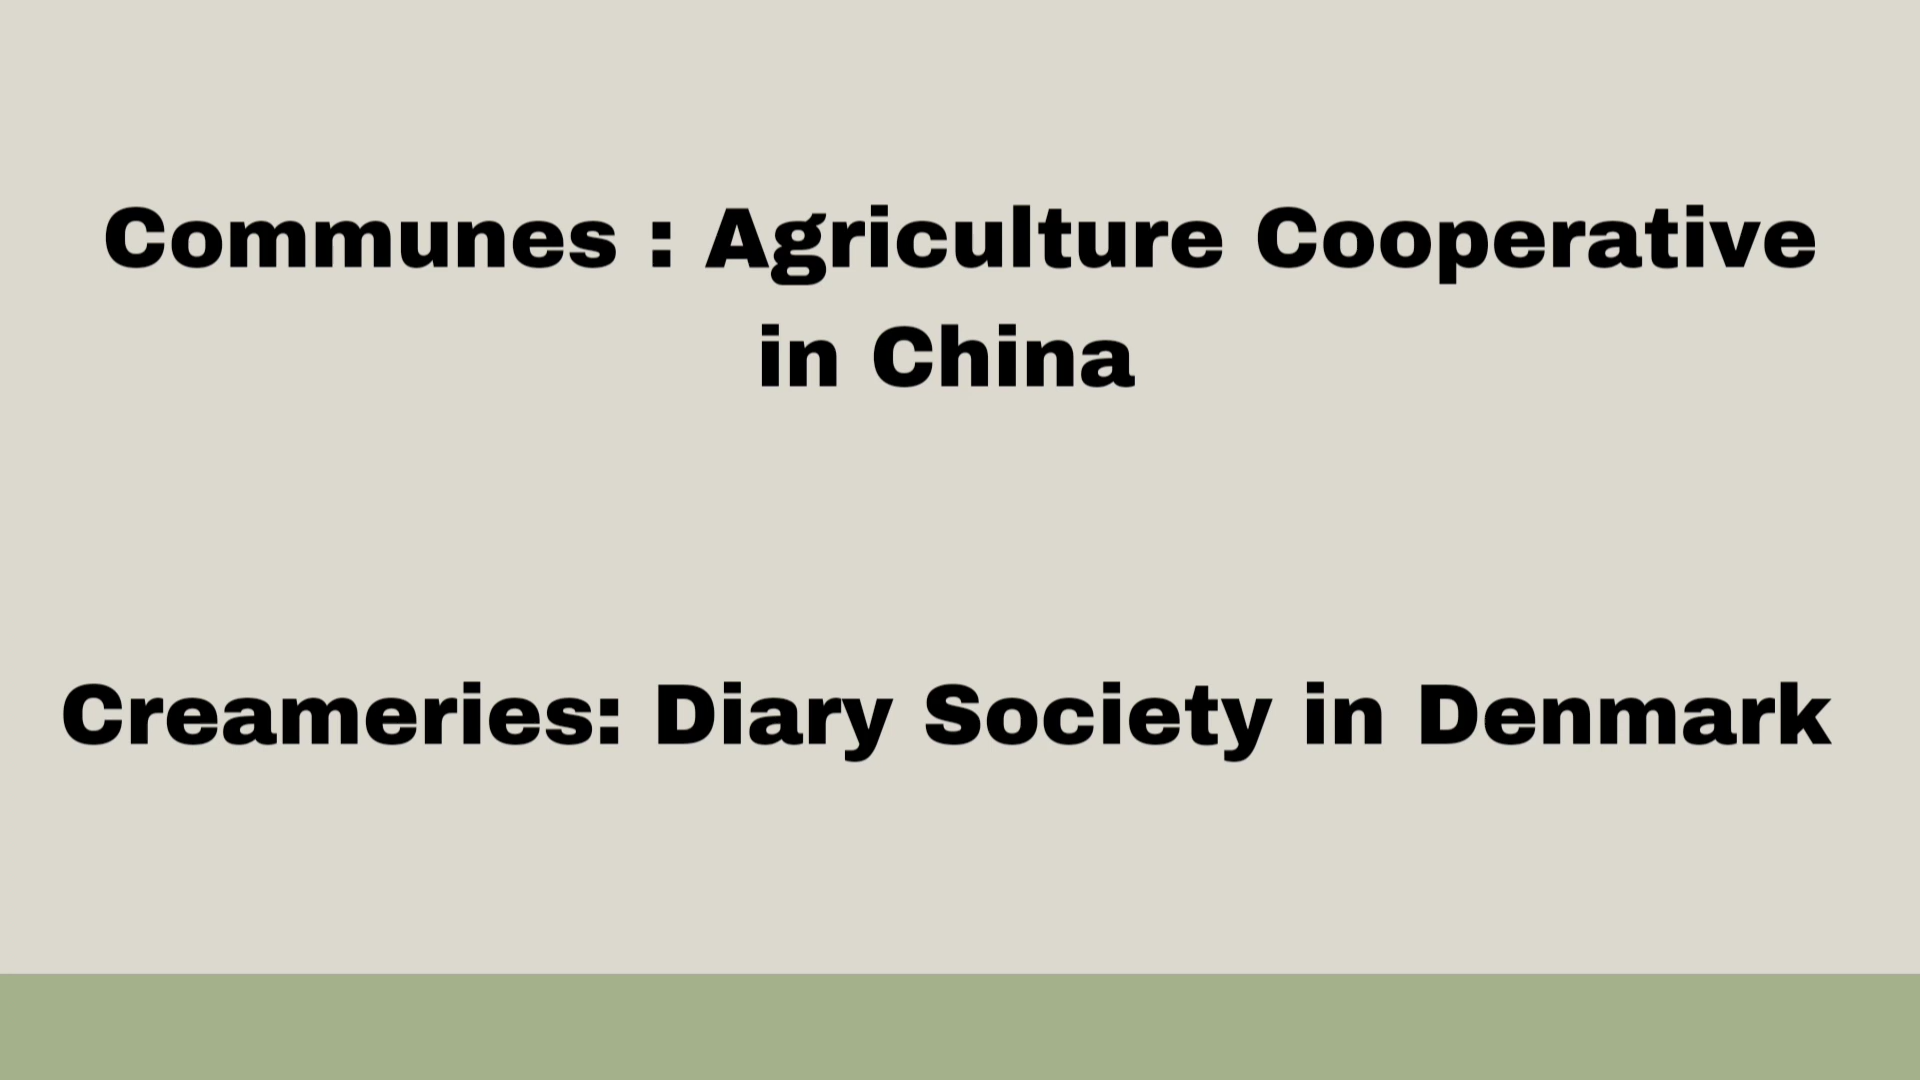 Communes : Agriculture Cooperative
in China
Creameries: Diary Society in Denmark